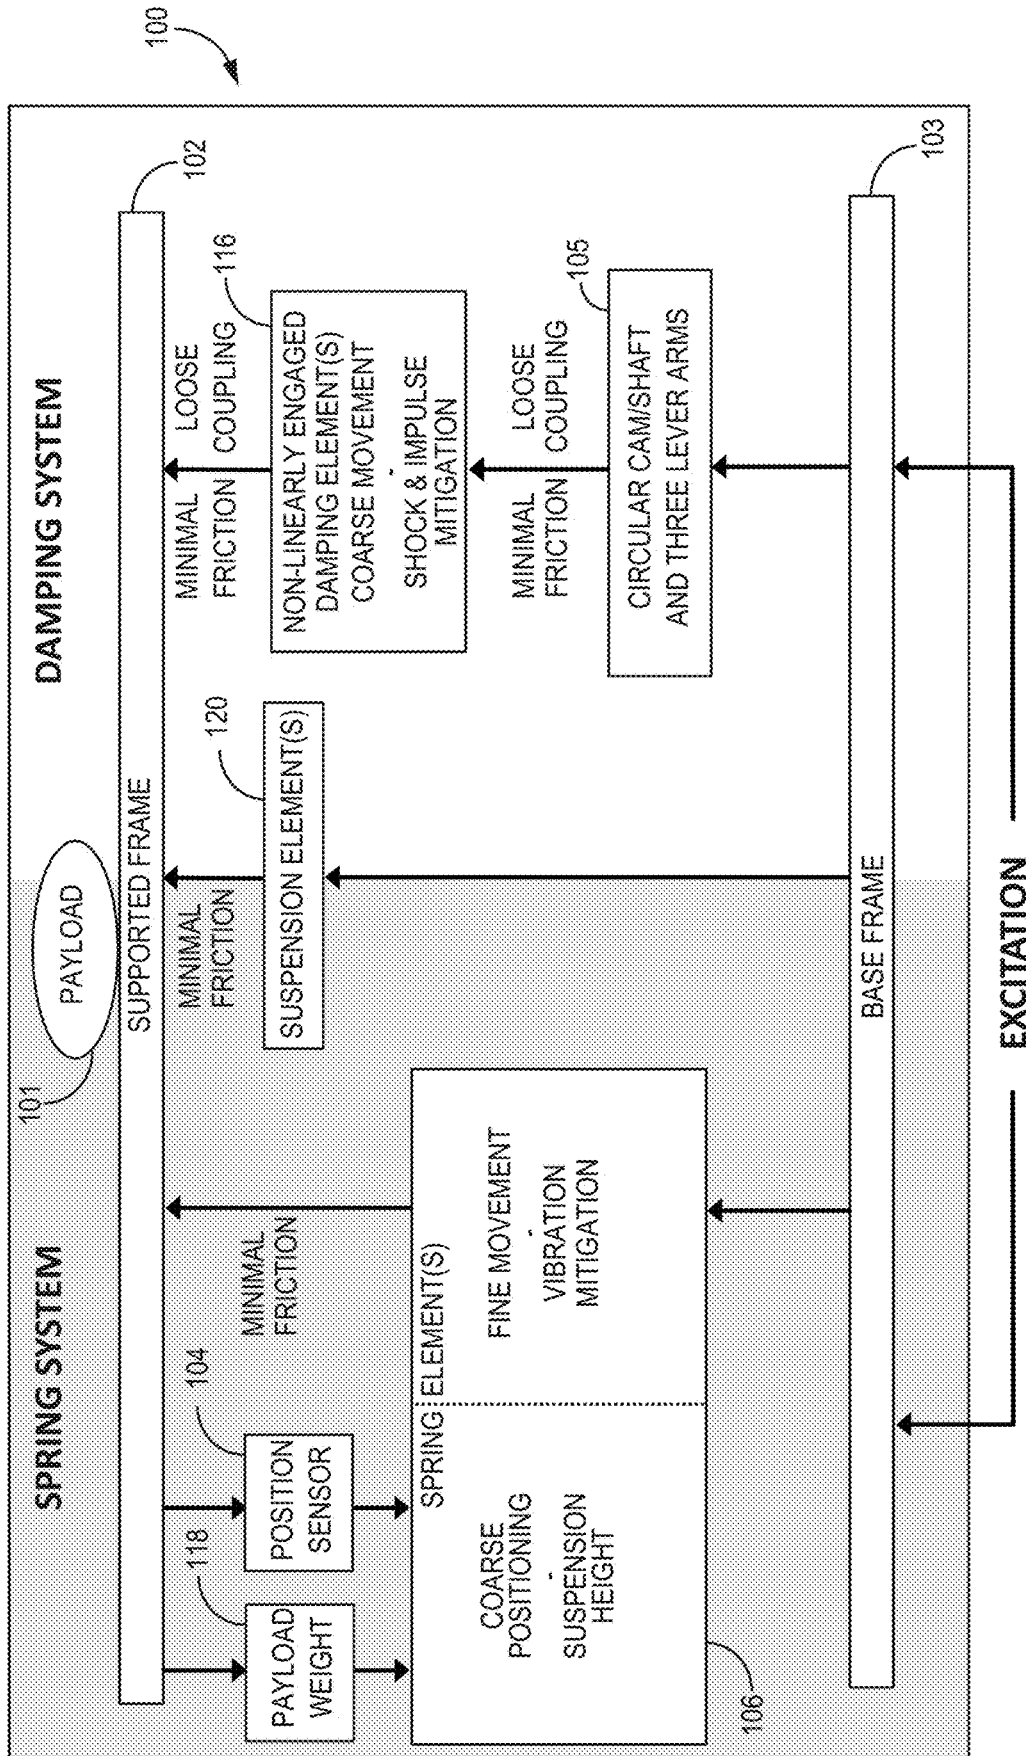 100
SPRING SYSTEM
DAMPING SYSTEM
101
PAYLOAD
102
SUPPORTED FRAME
118
PAYLOAD
WEIGHT
104
POSITION
SENSOR
MINIMAL
FRICTION
MINIMAL
FRICTION
120
SUSPENSION ELEMENT(S)
MINIMAL
FRICTION
LOOSE
COUPLING
116
NON-LINEARLY ENGAGED
DAMPING ELEMENT(S)
COARSE MOVEMENT
-
SHOCK & IMPULSE
MITIGATION
SPRING ELEMENT(S)
COARSE
POSITIONING
-
SUSPENSION
HEIGHT
FINE MOVEMENT
-
VIBRATION
MITIGATION
106
MINIMAL
FRICTION
LOOSE
COUPLING
105
CIRCULAR CAM/SHAFT
AND THREE LEVER ARMS
103
BASE FRAME
EXCITATION